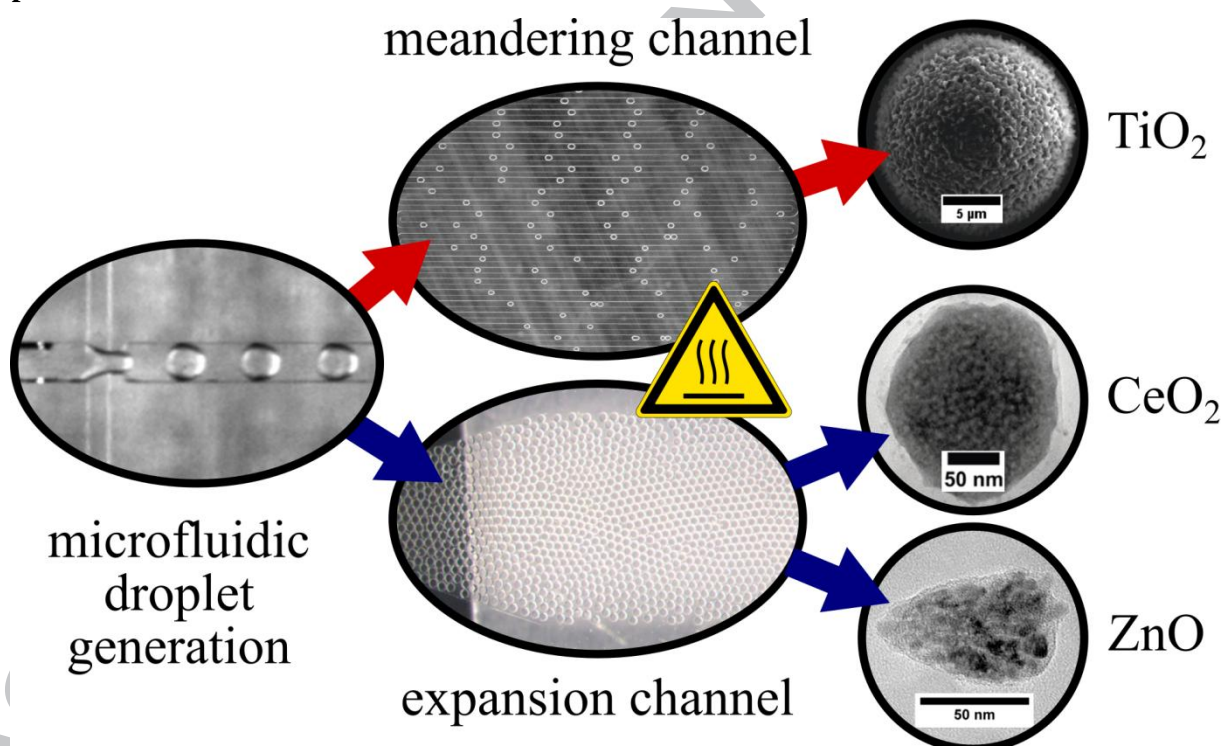 meandering channel
TiO₂
5 µm
CeO₂
50 nm
microfluidic
droplet
generation
ZnO
50 nm
expansion channel